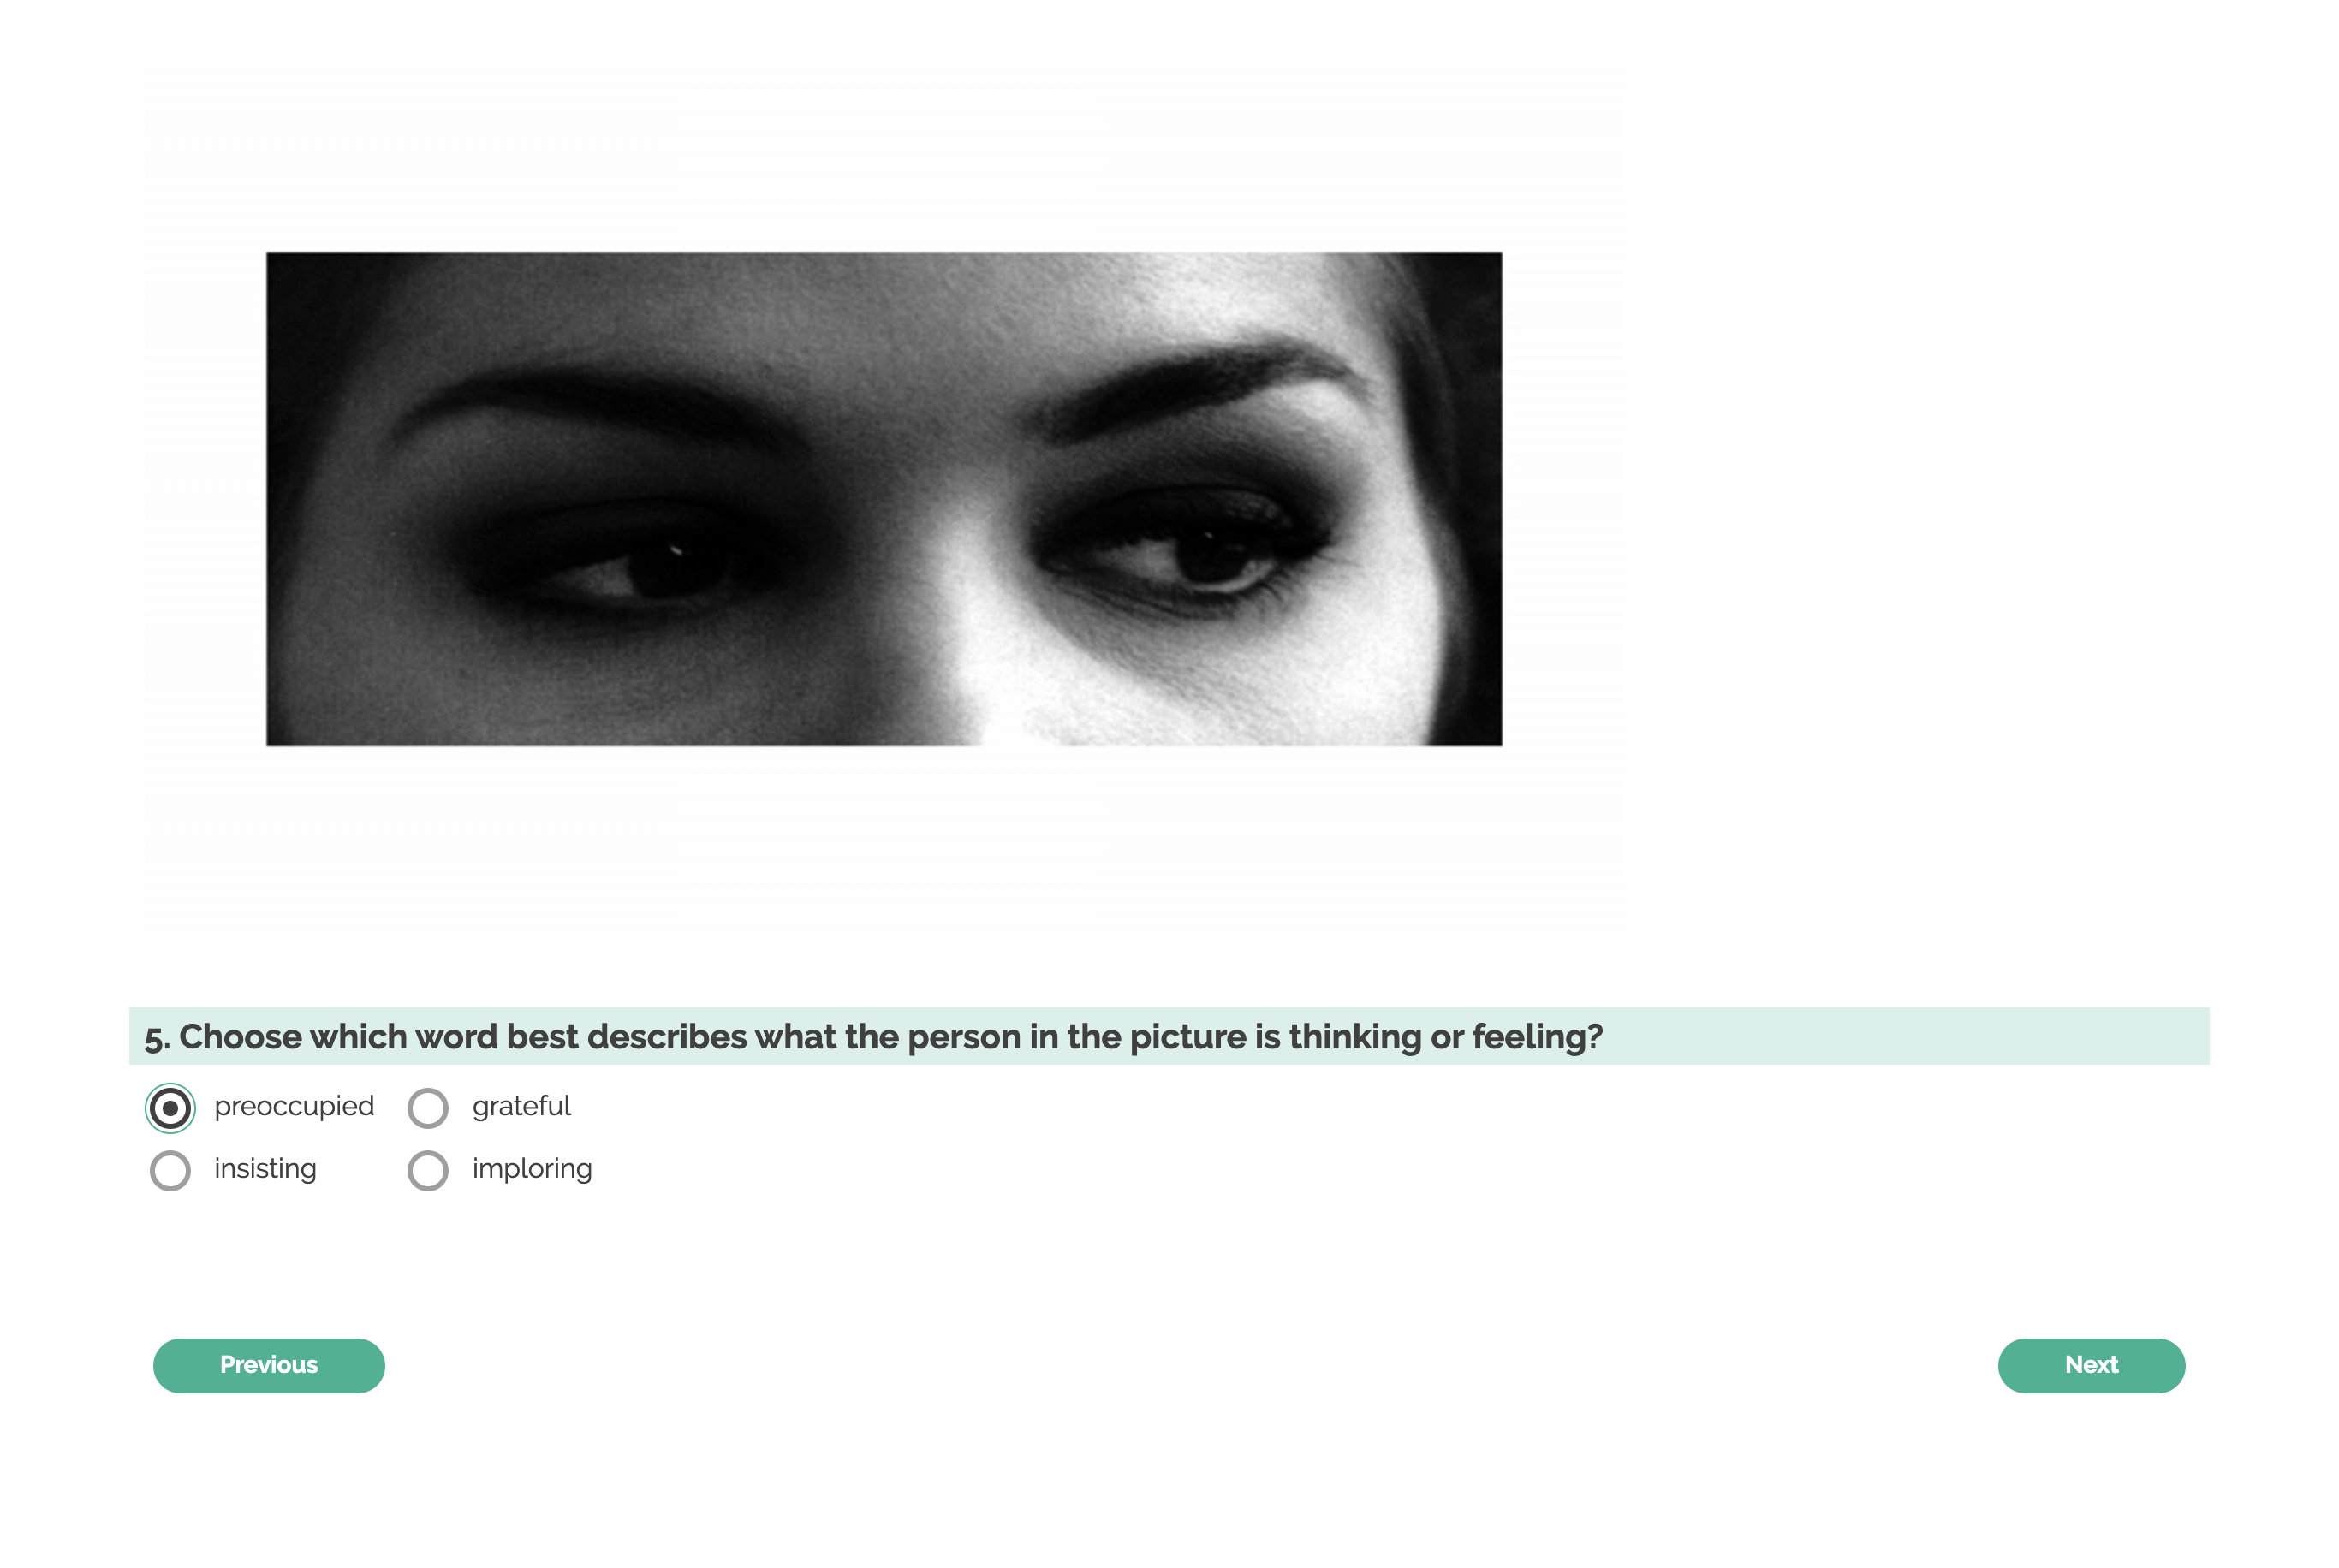 5. Choose which word best describes what the person in the picture is thinking or feeling?
preoccupied grateful
insisting imploring
Previous Next